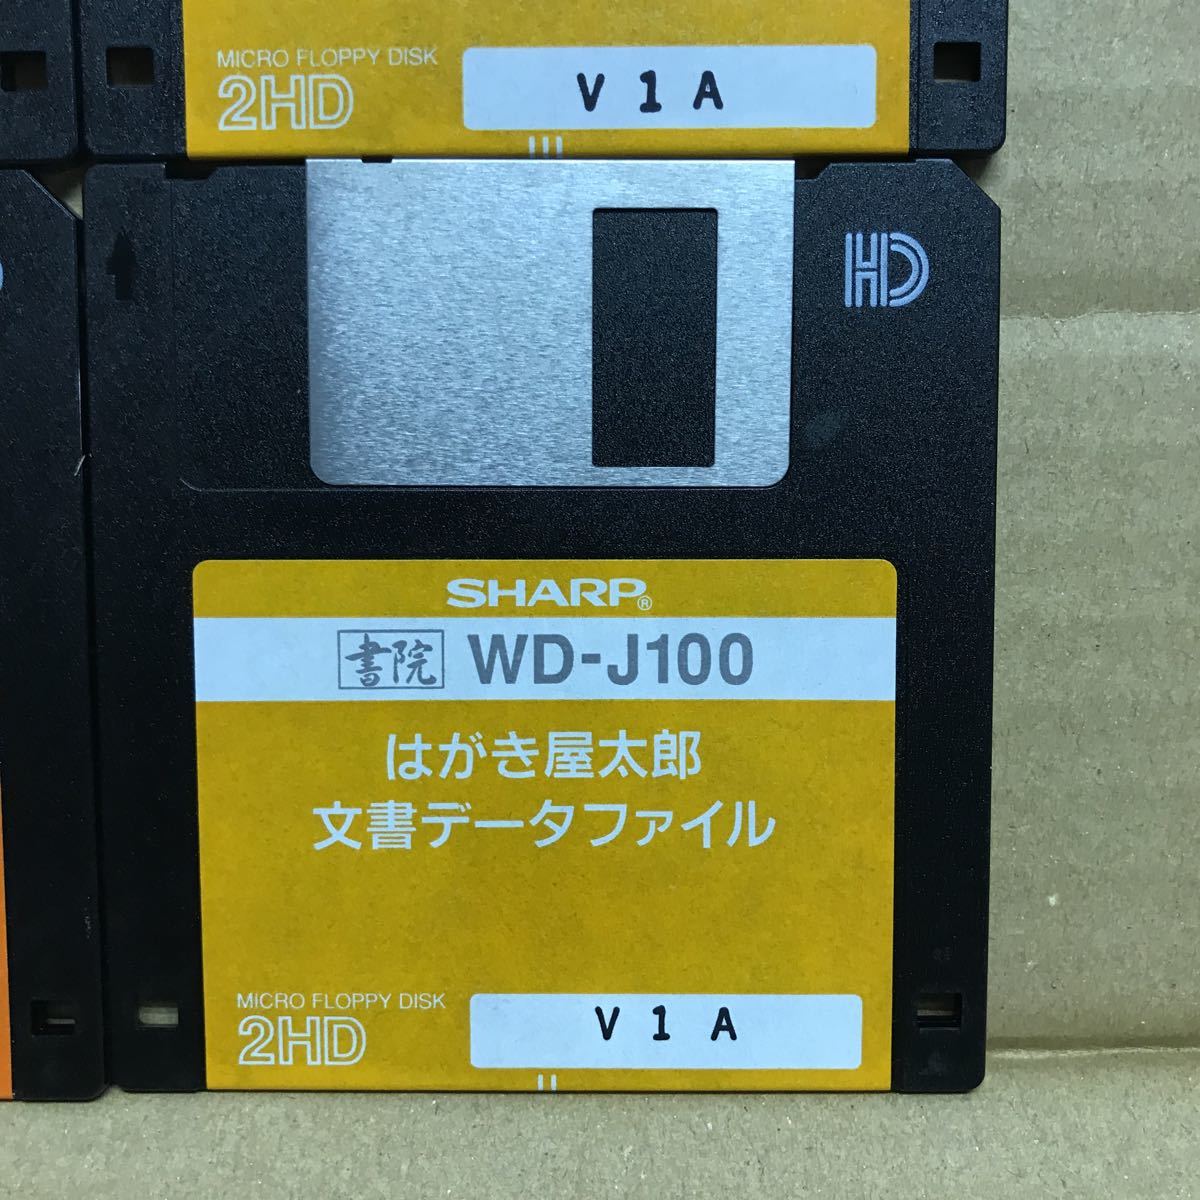 MICRO FLOPPY DISK
2HD
V 1 A
HD
SHARP®
書院 WD-J100
はがき屋太郎
文書データファイル
MICRO FLOPPY DISK
2HD
V 1 A